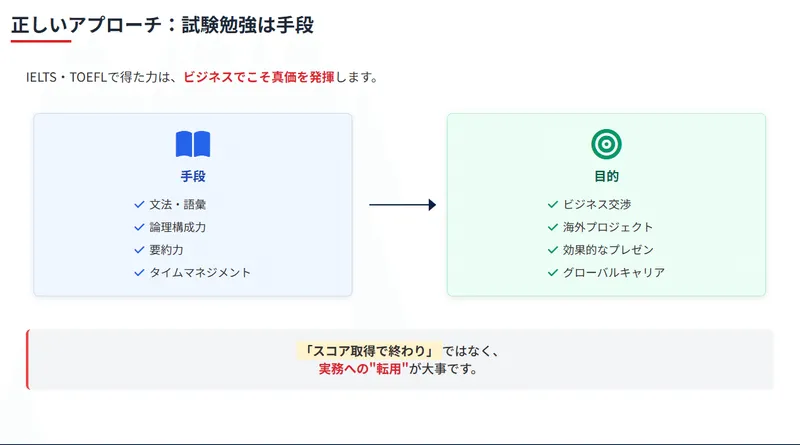 正しいアプローチ：試験勉強は手段
IELTS・TOEFLで得た力は、ビジネスでこそ真価を発揮します。
手段
文法・語彙
論理構成力
要約力
タイムマネジメント
目的
ビジネス交渉
海外プロジェクト
効果的なプレゼン
グローバルキャリア
「スコア取得で終わり」ではなく、
実務への"転用"が大事です。